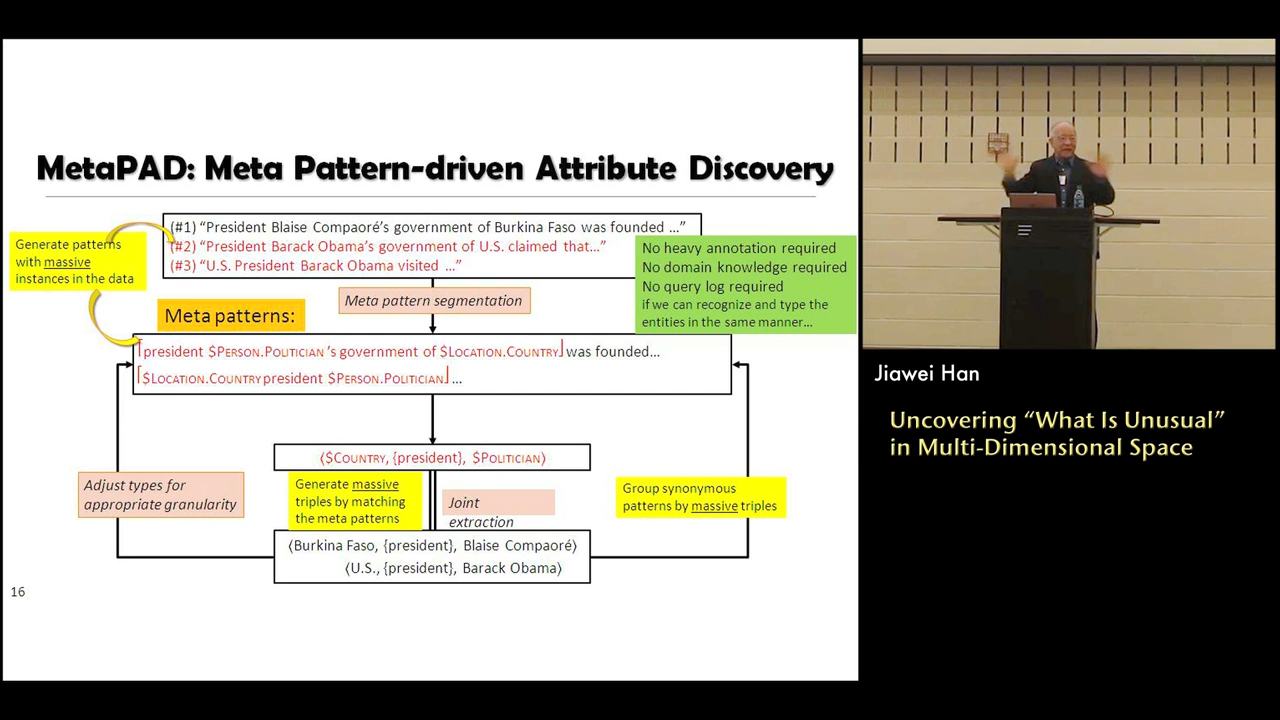 MetaPAD: Meta Pattern-driven Attribute Discovery
(#1) “President Blaise Compaoré’s government of Burkina Faso was founded …”
(#2) “President Barack Obama’s government of U.S. claimed that…”
(#3) “U.S. President Barack Obama visited …”
Generate patterns
with massive
instances in the data
No heavy annotation required
No domain knowledge required
No query log required
if we can recognize and type the
entities in the same manner…
Meta pattern segmentation
Meta patterns:
⌈president $PERSON.POLITICIAN ’s government of $LOCATION.COUNTRY⌋ was founded…
⌈$LOCATION.COUNTRY president $PERSON.POLITICIAN⌋ …
⟨$COUNTRY, {president}, $POLITICIAN⟩
Adjust types for
appropriate granularity
Generate massive
triples by matching
the meta patterns
Joint
extraction
Group synonymous
patterns by massive triples
⟨Burkina Faso, {president}, Blaise Compaoré⟩
⟨U.S., {president}, Barack Obama⟩
16
Jiawei Han
Uncovering “What Is Unusual”
in Multi-Dimensional Space